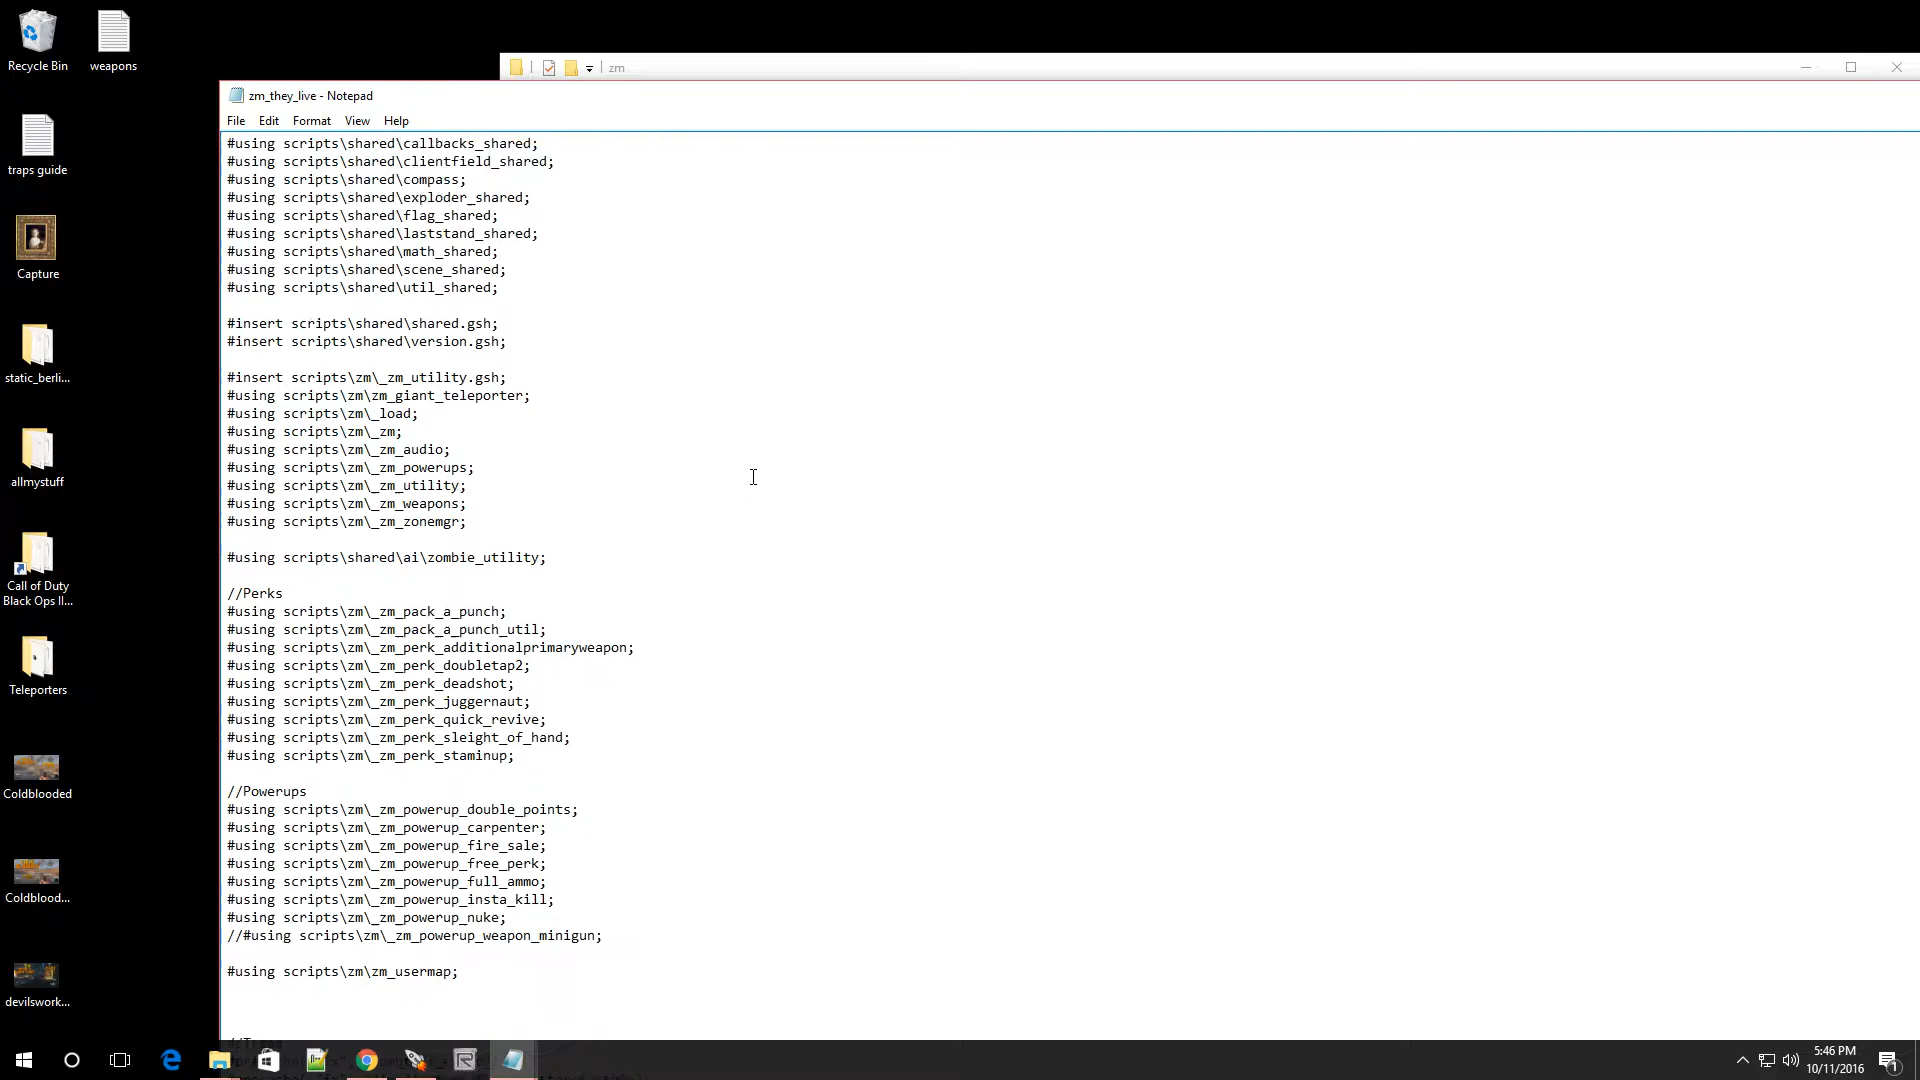 Recycle Bin
weapons
traps guide
Capture
static_berli...
allmystuff
Call of Duty
Black Ops II...
Teleporters
Coldblooded
Coldblood...
devilswork...
zm
zm_they_live - Notepad
File Edit Format View Help
#using scripts\shared\callbacks_shared;
#using scripts\shared\clientfield_shared;
#using scripts\shared\compass;
#using scripts\shared\exploder_shared;
#using scripts\shared\flag_shared;
#using scripts\shared\laststand_shared;
#using scripts\shared\math_shared;
#using scripts\shared\scene_shared;
#using scripts\shared\util_shared;
#insert scripts\shared\shared.gsh;
#insert scripts\shared\version.gsh;
#insert scripts\zm\_zm_utility.gsh;
#using scripts\zm\zm_giant_teleporter;
#using scripts\zm\_load;
#using scripts\zm\_zm;
#using scripts\zm\_zm_audio;
#using scripts\zm\_zm_powerups;
#using scripts\zm\_zm_utility;
#using scripts\zm\_zm_weapons;
#using scripts\zm\_zm_zonemgr;
#using scripts\shared\ai\zombie_utility;
//Perks
#using scripts\zm\_zm_pack_a_punch;
#using scripts\zm\_zm_pack_a_punch_util;
#using scripts\zm\_zm_perk_additionalprimaryweapon;
#using scripts\zm\_zm_perk_doubletap2;
#using scripts\zm\_zm_perk_deadshot;
#using scripts\zm\_zm_perk_juggernaut;
#using scripts\zm\_zm_perk_quick_revive;
#using scripts\zm\_zm_perk_sleight_of_hand;
#using scripts\zm\_zm_perk_staminup;
//Powerups
#using scripts\zm\_zm_powerup_double_points;
#using scripts\zm\_zm_powerup_carpenter;
#using scripts\zm\_zm_powerup_fire_sale;
#using scripts\zm\_zm_powerup_free_perk;
#using scripts\zm\_zm_powerup_full_ammo;
#using scripts\zm\_zm_powerup_insta_kill;
#using scripts\zm\_zm_powerup_nuke;
//#using scripts\zm\_zm_powerup_weapon_minigun;
#using scripts\zm\zm_usermap;
5:46 PM
10/11/2016
1